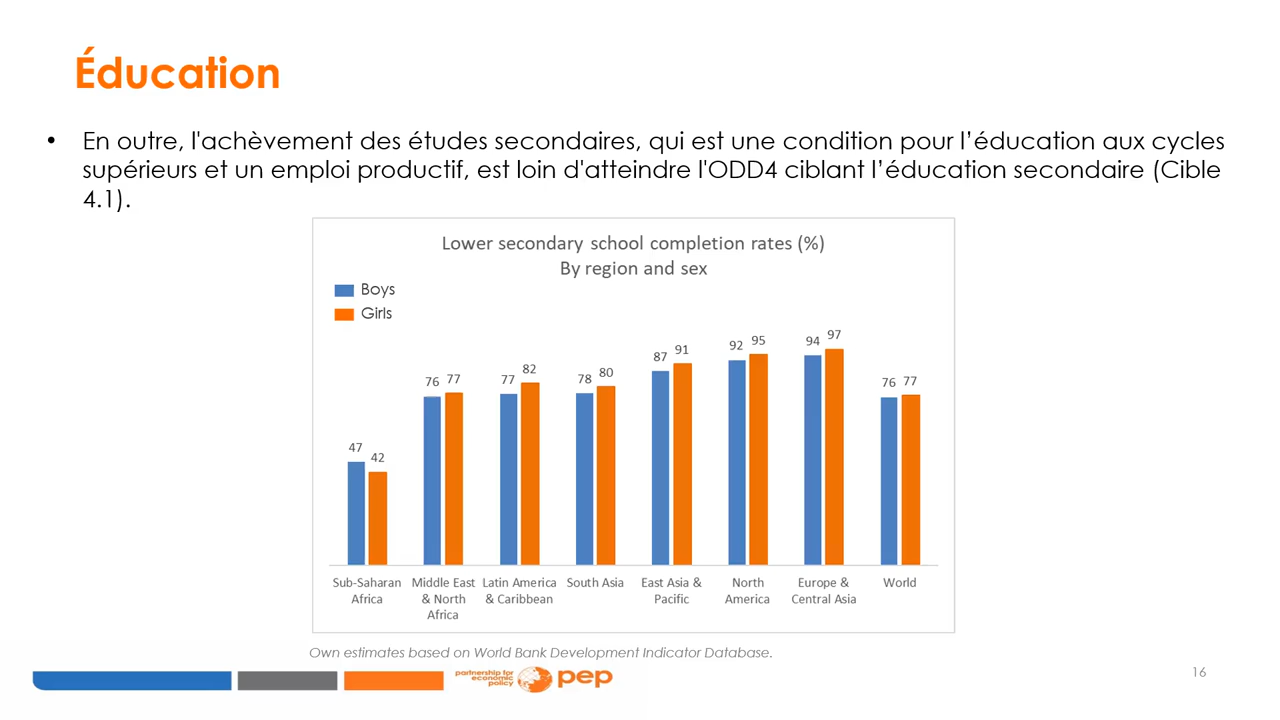 Éducation
• En outre, l'achèvement des études secondaires, qui est une condition pour l’éducation aux cycles
supérieurs et un emploi productif, est loin d'atteindre l'ODD4 ciblant l’éducation secondaire (Cible
4.1).
Lower secondary school completion rates (%)
By region and sex
Boys
Girls
47 42
76 77
77 82
78 80
87 91
92 95
94 97
76 77
Sub-Saharan
Africa
Middle East
& North
Africa
Latin America
& Caribbean
South Asia
East Asia &
Pacific
North
America
Europe &
Central Asia
World
Own estimates based on World Bank Development Indicator Database.
partnership for
economic
policy
pep
16